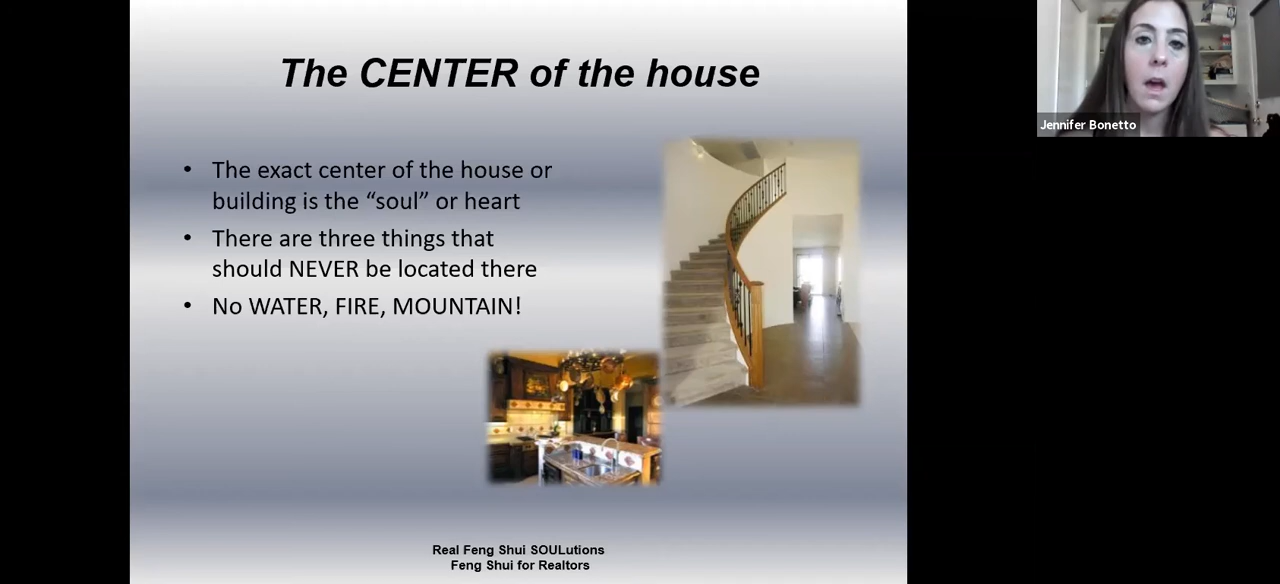 The CENTER of the house
• The exact center of the house or
building is the “soul” or heart
• There are three things that
should NEVER be located there
• No WATER, FIRE, MOUNTAIN!
Real Feng Shui SOULutions
Feng Shui for Realtors
Jennifer Bonetto